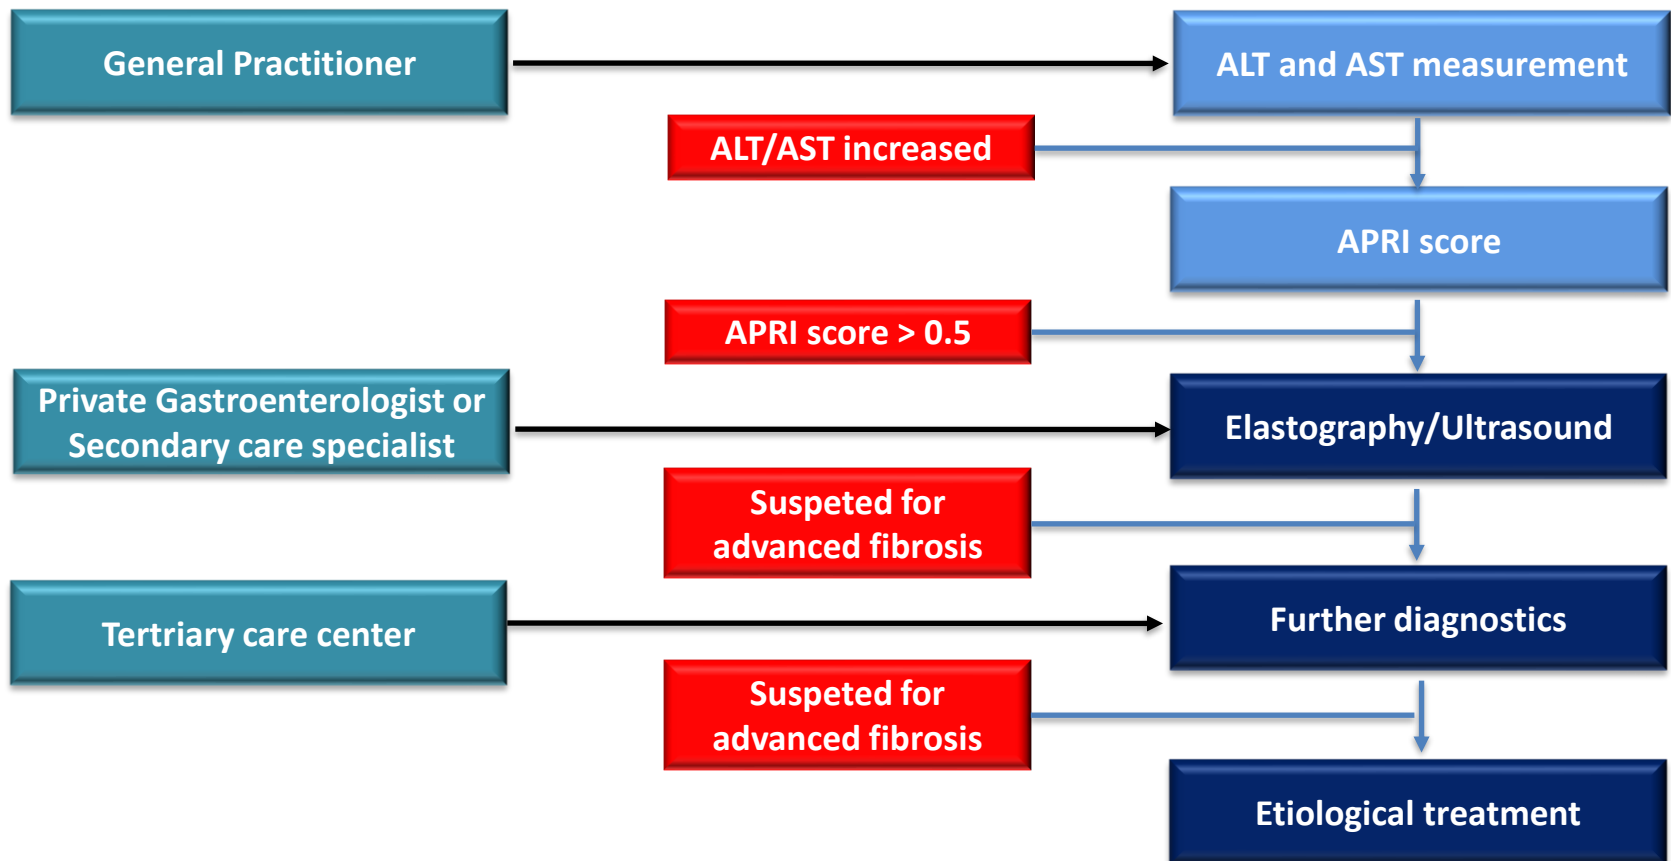 General Practitioner
ALT and AST measurement
ALT/AST increased
APRI score
APRI score > 0.5
Private Gastroenterologist or
Secondary care specialist
Elastography/Ultrasound
Suspeted for
advanced fibrosis
Tertriary care center
Further diagnostics
Suspeted for
advanced fibrosis
Etiological treatment